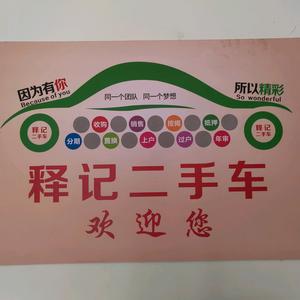 因为有你
Because of you
所以精彩
So wonderful
同一个团队 同一个梦想
收购 销售 按揭 抵押
分期 置换 上户 过户 年审
释记
二手车
释记
二手车
释记二手车
欢迎您